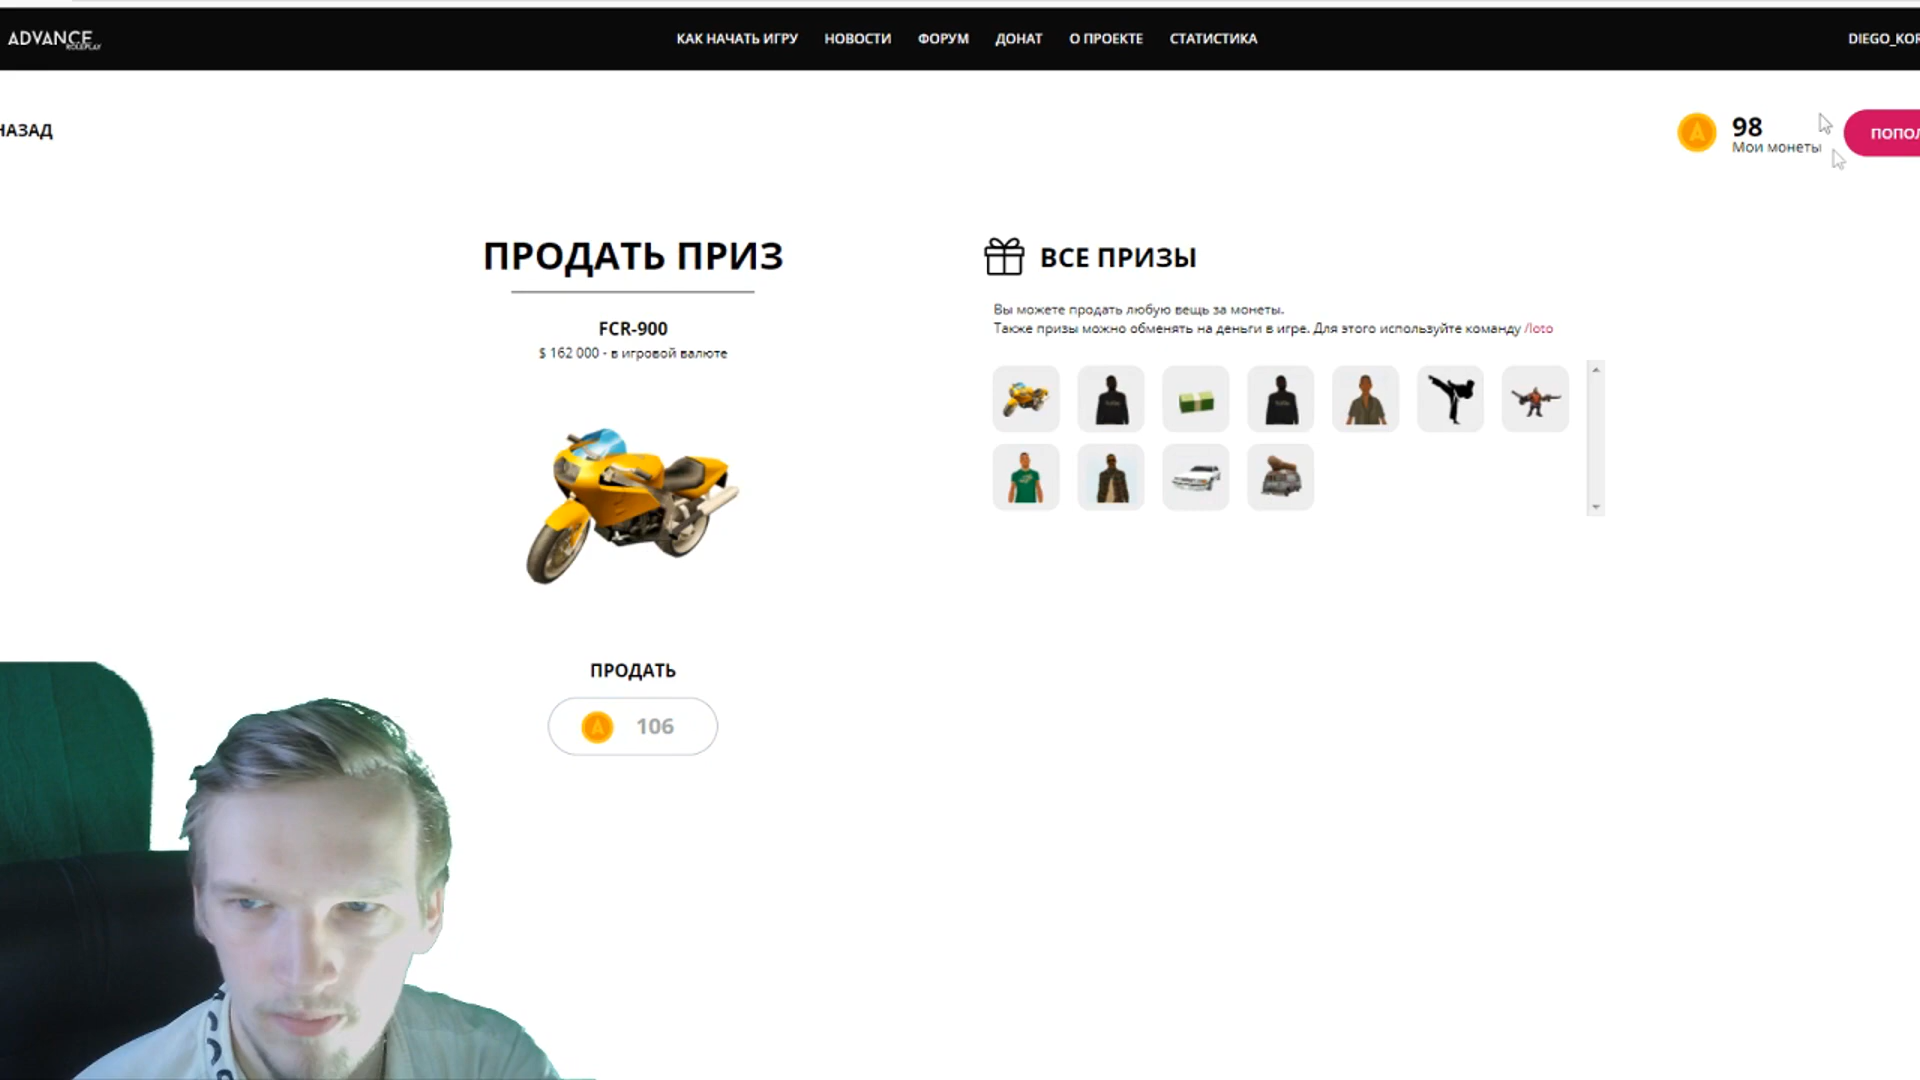 ADVANCE
ROLEPLAY
КАК НАЧАТЬ ИГРУ
НОВОСТИ
ФОРУМ
ДОНАТ
О ПРОЕКТЕ
СТАТИСТИКА
DIEGO_KOR
НАЗАД
98
Мои монеты
ПОПОЛ
ПРОДАТЬ ПРИЗ
FCR-900
$ 162 000 - в игровой валюте
ПРОДАТЬ
106
ВСЕ ПРИЗЫ
Вы можете продать любую вещь за монеты.
Также призы можно обменять на деньги в игре. Для этого используйте команду /loto